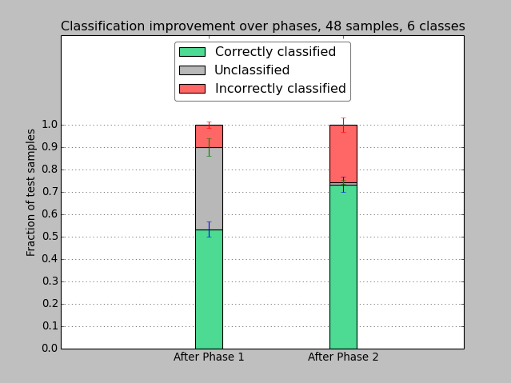 Classification improvement over phases, 48 samples, 6 classes
Correctly classified
Unclassified
Incorrectly classified
Fraction of test samples
1.0
0.9
0.8
0.7
0.6
0.5
0.4
0.3
0.2
0.1
0.0
After Phase 1
After Phase 2